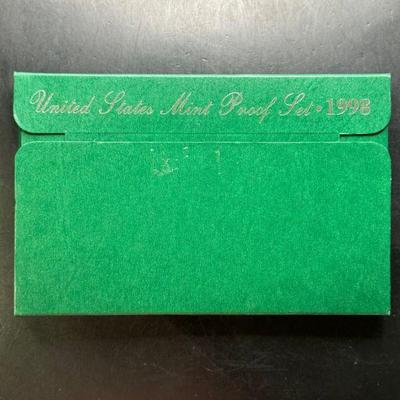 United States Mint Proof Set • 1998